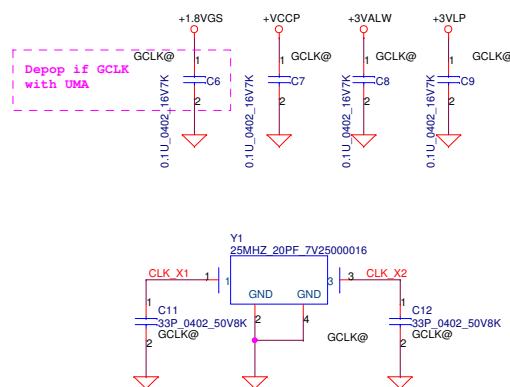 +1.8VGS +VCCP +3VALW +3VLP
GCLK@ GCLK@ GCLK@ GCLK@
1 1 1 1
Depop if GCLK
with UMA
C6 C7 C8 C9
2 2 2 2
0.1U_0402_16V7K 0.1U_0402_16V7K 0.1U_0402_16V7K 0.1U_0402_16V7K
Y1
25MHZ_20PF_7V25000016
CLK_X1 1 1 3 3 CLK_X2
GND GND
1 2 4 1
C11 C12
33P_0402_50V8K 33P_0402_50V8K
GCLK@ GCLK@ GCLK@
2 2